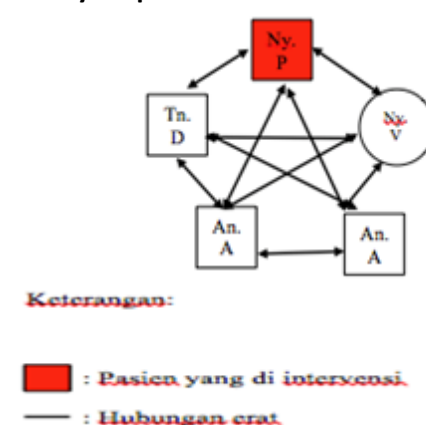 Ny.
P
Tn.
D
Ny.
V
An.
A
An.
A
Keterangan:
: Pasien yang di intervensi
: Hubungan erat